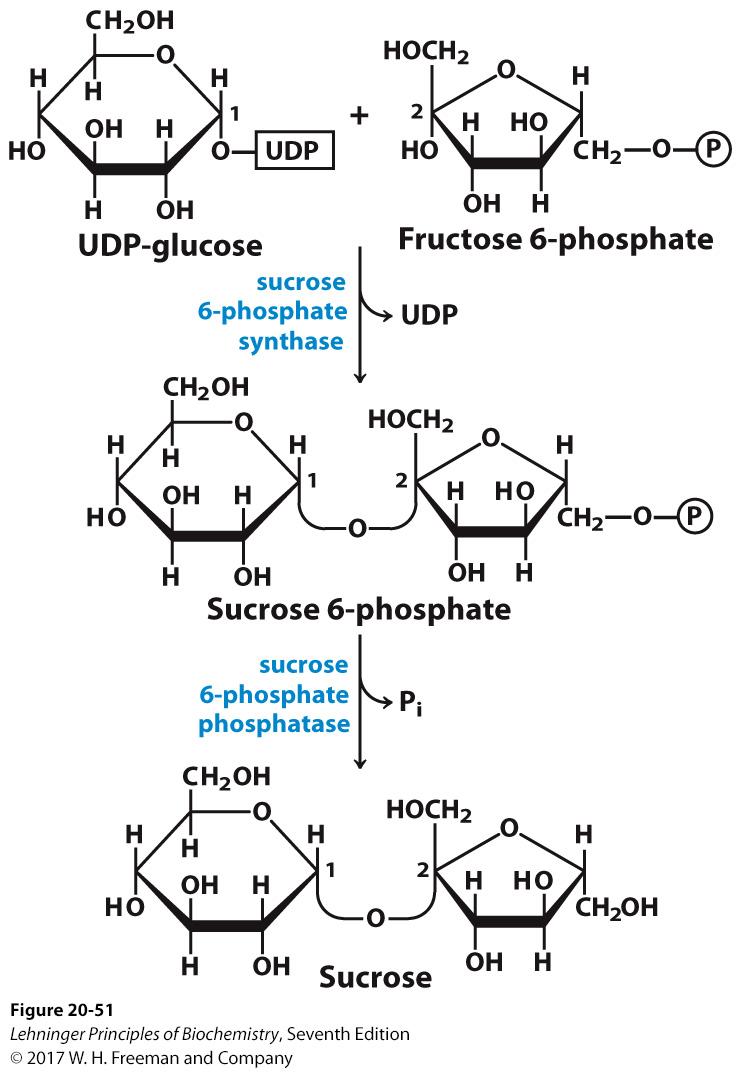 CH2OH
O
H
H
H
1
OH
H
HO
O
UDP
H
OH
UDP-glucose
+
HOCH2
O
H
2
H
HO
HO
CH2
O
P
OH
H
Fructose 6-phosphate
sucrose
6-phosphate
synthase
UDP
CH2OH
O
H
H
H
1
OH
H
HO
H
OH
O
HOCH2
O
H
2
H
HO
CH2
O
P
OH
H
Sucrose 6-phosphate
sucrose
6-phosphate
phosphatase
Pi
CH2OH
O
H
H
H
1
OH
H
HO
H
OH
O
HOCH2
O
H
2
H
HO
CH2OH
OH
H
Sucrose
Figure 20-51
Lehninger Principles of Biochemistry, Seventh Edition
© 2017 W. H. Freeman and Company